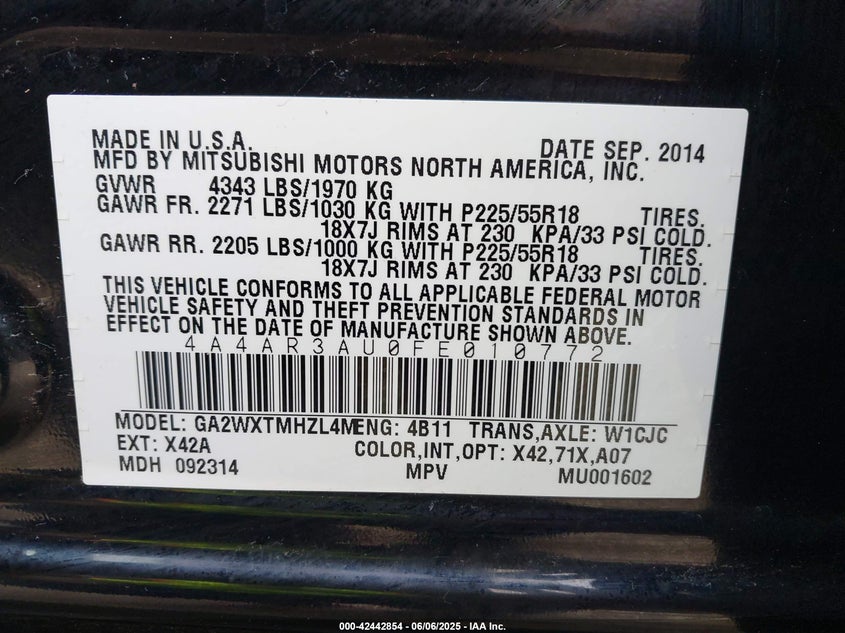 MADE IN U.S.A. DATE SEP. 2014
MFD BY MITSUBISHI MOTORS NORTH AMERICA, INC.
GVWR 4343 LBS/1970 KG
GAWR FR. 2271 LBS/1030 KG WITH P225/55R18 TIRES.
18X7J RIMS AT 230 KPA/33 PSI COLD.
GAWR RR. 2205 LBS/1000 KG WITH P225/55R18 TIRES.
18X7J RIMS AT 230 KPA/33 PSI COLD.
THIS VEHICLE CONFORMS TO ALL APPLICABLE FEDERAL MOTOR
VEHICLE SAFETY AND THEFT PREVENTION STANDARDS IN
EFFECT ON THE DATE OF MANUFACTURE SHOWN ABOVE.
4A4AR3AU0FE010772
MODEL: GA2WXTMHZL4M ENG: 4B11 TRANS,AXLE: W1CJC
EXT: X42A COLOR,INT,OPT: X42,71X,A07
MDH 092314 MPV MU001602
000-42442854 - 06/06/2025 - IAA Inc.